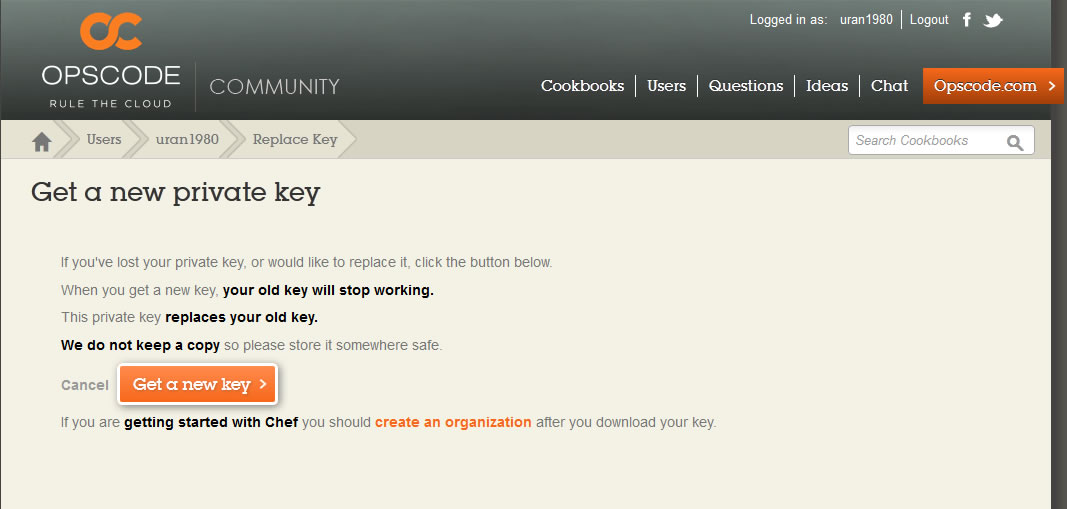 Logged in as: uran1980 Logout
OPSCODE
RULE THE CLOUD
COMMUNITY
Cookbooks Users Questions Ideas Chat Opscode.com
Users uran1980 Replace Key
Search Cookbooks
Get a new private key
If you've lost your private key, or would like to replace it, click the button below.
When you get a new key, your old key will stop working.
This private key replaces your old key.
We do not keep a copy so please store it somewhere safe.
Cancel Get a new key
If you are getting started with Chef you should create an organization after you download your key.